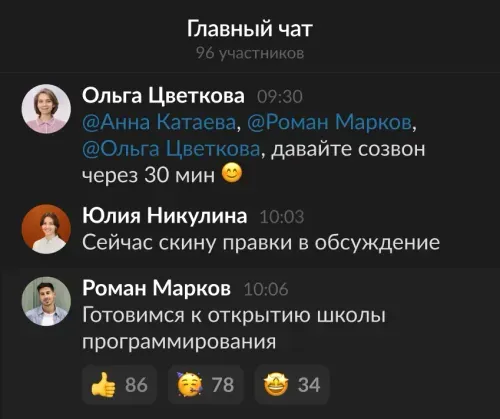 Главный чат
96 участников
Ольга Цветкова 09:30
@Анна Катаева, @Роман Марков,
@Ольга Цветкова, давайте созвон
через 30 мин 😊
Юлия Никулина 10:03
Сейчас скину правки в обсуждение
Роман Марков 10:06
Готовимся к открытию школы
программирования
👍 86 🥳 78 🤩 34